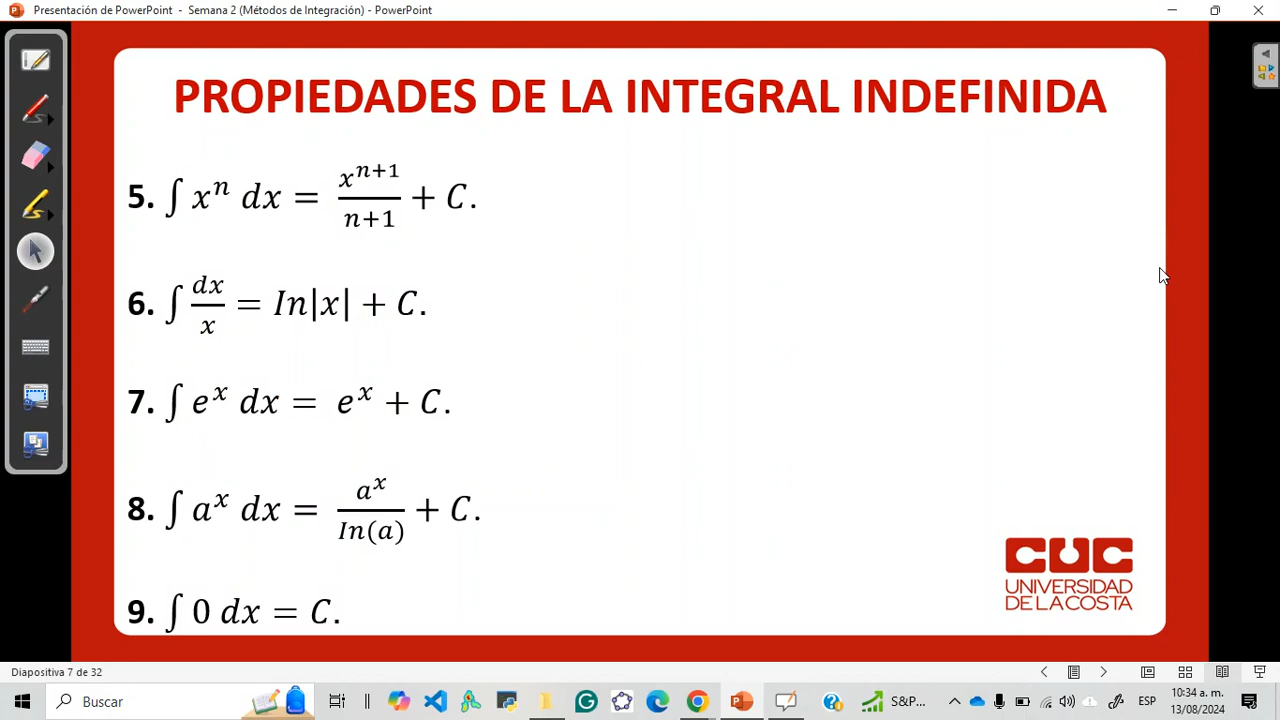 Presentación de PowerPoint - Semana 2 (Métodos de Integración) - PowerPoint
PROPIEDADES DE LA INTEGRAL INDEFINIDA
5. ∫ xⁿ dx = xⁿ⁺¹/n+1 + C.
6. ∫ dx/x = In|x| + C.
7. ∫ eˣ dx = eˣ + C.
8. ∫ aˣ dx = aˣ/In(a) + C.
9. ∫ 0 dx = C.
CUC
UNIVERSIDAD
DE LA COSTA
Diapositiva 7 de 32
Buscar
S&P...
ESP
10:34 a. m.
13/08/2024